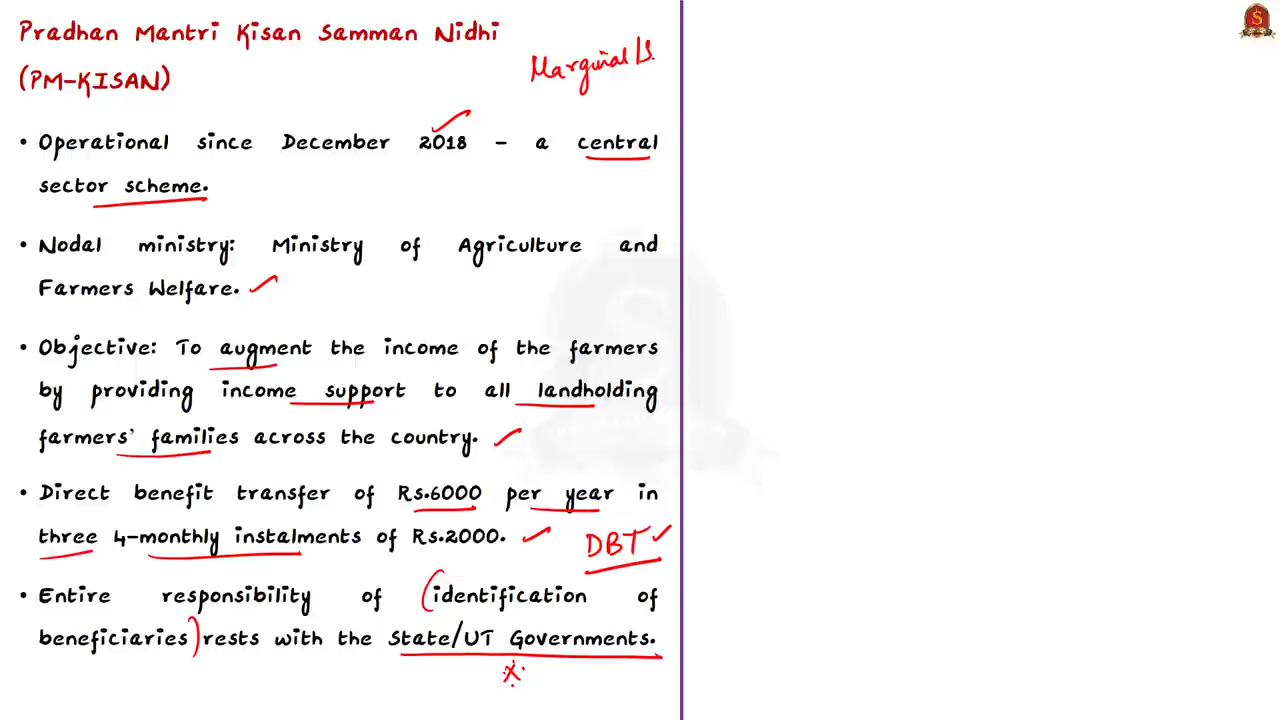 Pradhan Mantri Kisan Samman Nidhi
(PM-KISAN)
Marginal
• Operational since December 2018 - a central
sector scheme.
• Nodal ministry: Ministry of Agriculture and
Farmers Welfare.
• Objective: To augment the income of the farmers
by providing income support to all landholding
farmers' families across the country.
• Direct benefit transfer of Rs.6000 per year in
three 4-monthly instalments of Rs.2000.
DBT
• Entire responsibility of (identification of
beneficiaries) rests with the State/UT Governments.